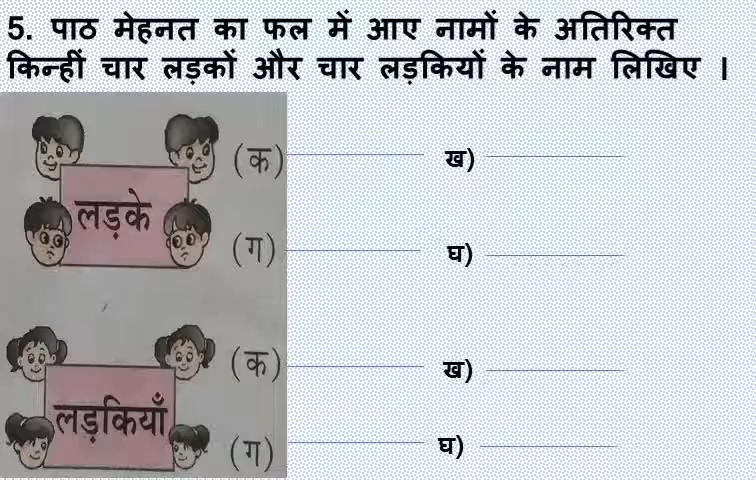 5. पाठ मेहनत का फल में आए नामों के अतिरिक्त
किन्हीं चार लड़कों और चार लड़कियों के नाम लिखिए ।
(क) ख)
लड़के
(ग) घ)
(क) ख)
लड़कियाँ
(ग) घ)